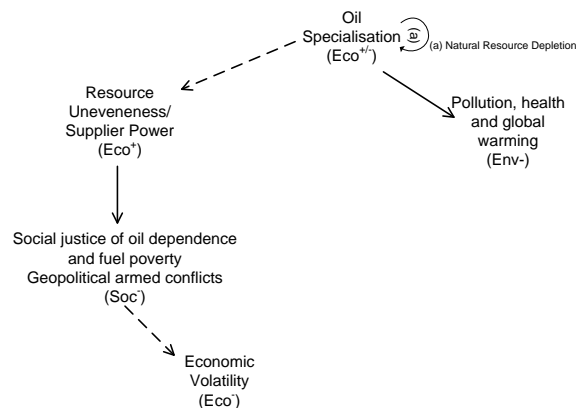 Oil
Specialisation
(Eco+/-)
(a)
(a) Natural Resource Depletion
Resource
Uneveneness/
Supplier Power
(Eco+)
Pollution, health
and global
warming
(Env-)
Social justice of oil dependence
and fuel poverty
Geopolitical armed conflicts
(Soc-)
Economic
Volatility
(Eco-)